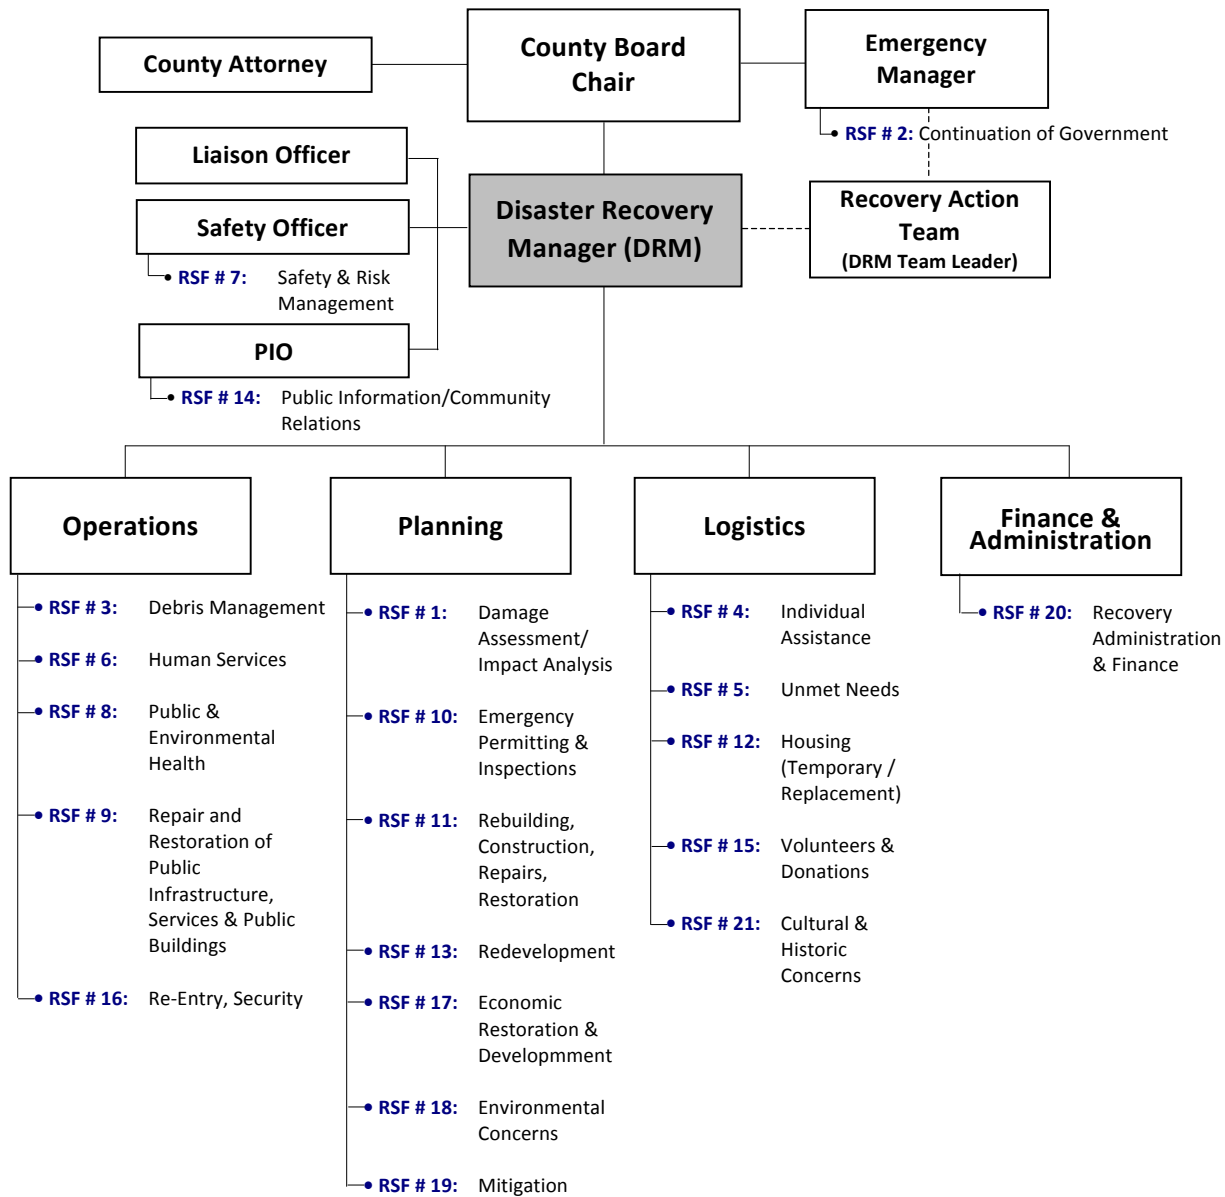 County Attorney
County Board
Chair
Emergency
Manager
RSF # 2: Continuation of Government
Liaison Officer
Safety Officer
RSF # 7: Safety & Risk
Management
PIO
RSF # 14: Public Information/Community
Relations
Disaster Recovery
Manager (DRM)
Recovery Action
Team
(DRM Team Leader)
Operations
RSF # 3: Debris Management
RSF # 6: Human Services
RSF # 8: Public &
Environmental
Health
RSF # 9: Repair and
Restoration of
Public
Infrastructure,
Services & Public
Buildings
RSF # 16: Re-Entry, Security
Planning
RSF # 1: Damage
Assessment/
Impact Analysis
RSF # 10: Emergency
Permitting &
Inspections
RSF # 11: Rebuilding,
Construction,
Repairs,
Restoration
RSF # 13: Redevelopment
RSF # 17: Economic
Restoration &
Developmment
RSF # 18: Environmental
Concerns
RSF # 19: Mitigation
Logistics
RSF # 4: Individual
Assistance
RSF # 5: Unmet Needs
RSF # 12: Housing
(Temporary /
Replacement)
RSF # 15: Volunteers &
Donations
RSF # 21: Cultural &
Historic
Concerns
Finance &
Administration
RSF # 20: Recovery
Administration
& Finance